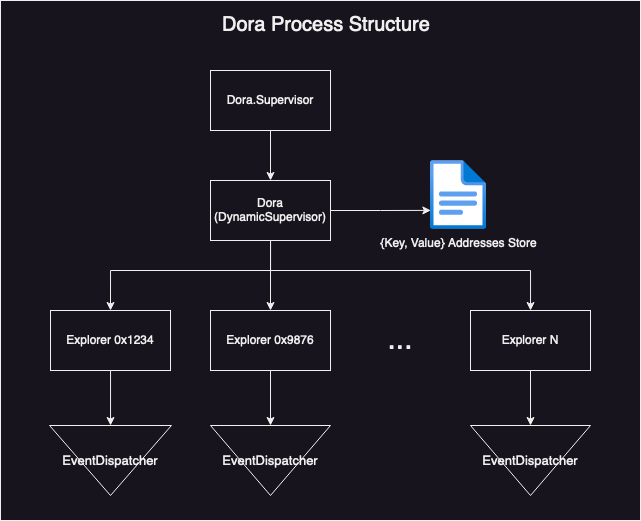 Dora Process Structure
Dora.Supervisor
Dora
(DynamicSupervisor)
{Key, Value} Addresses Store
Explorer 0x1234
Explorer 0x9876
...
Explorer N
EventDispatcher
EventDispatcher
EventDispatcher